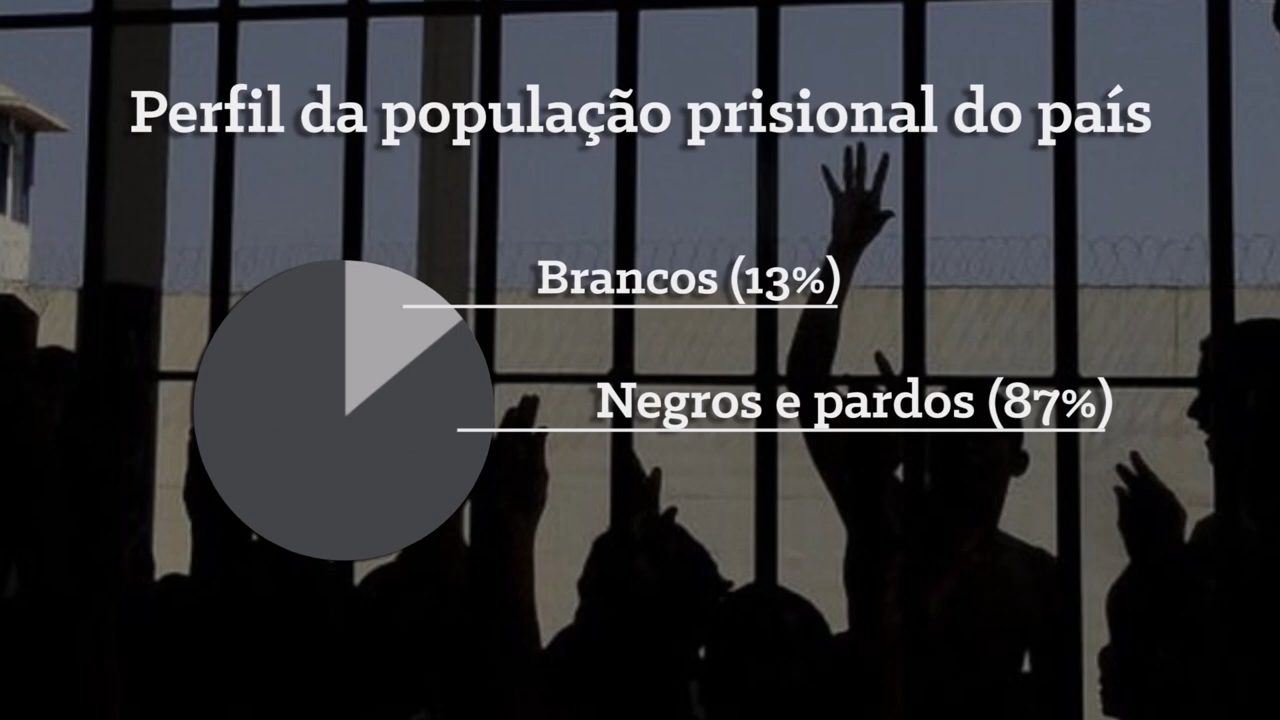 Perfil da população prisional do país
Brancos (13%)
Negros e pardos (87%)